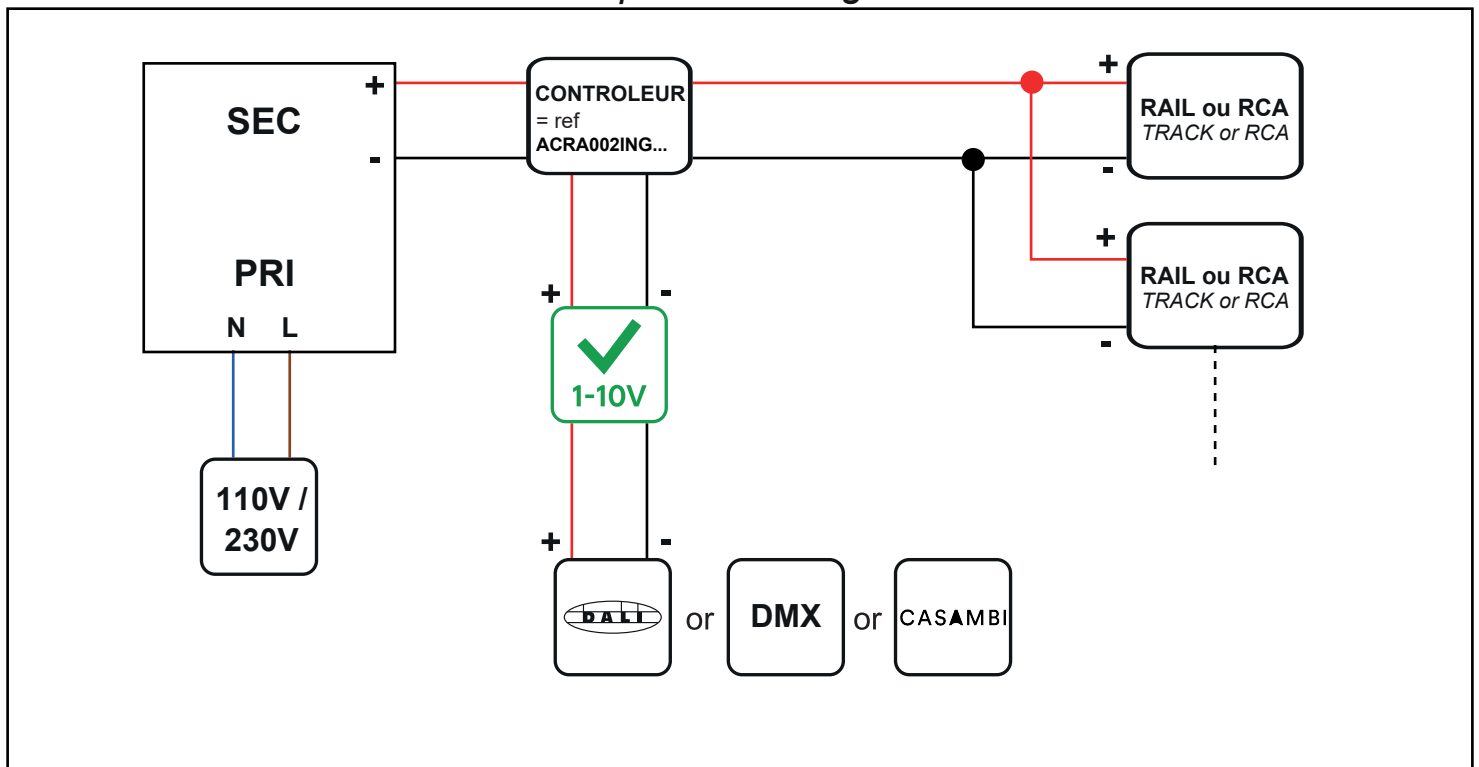 SEC
+
-
PRI
N L
110V /
230V
CONTROLEUR
= ref
ACRA002ING...
+ -
1-10V
+ -
DALI
or
DMX
or
CASAMBI
+
-
RAIL ou RCA
TRACK or RCA
+
-
RAIL ou RCA
TRACK or RCA